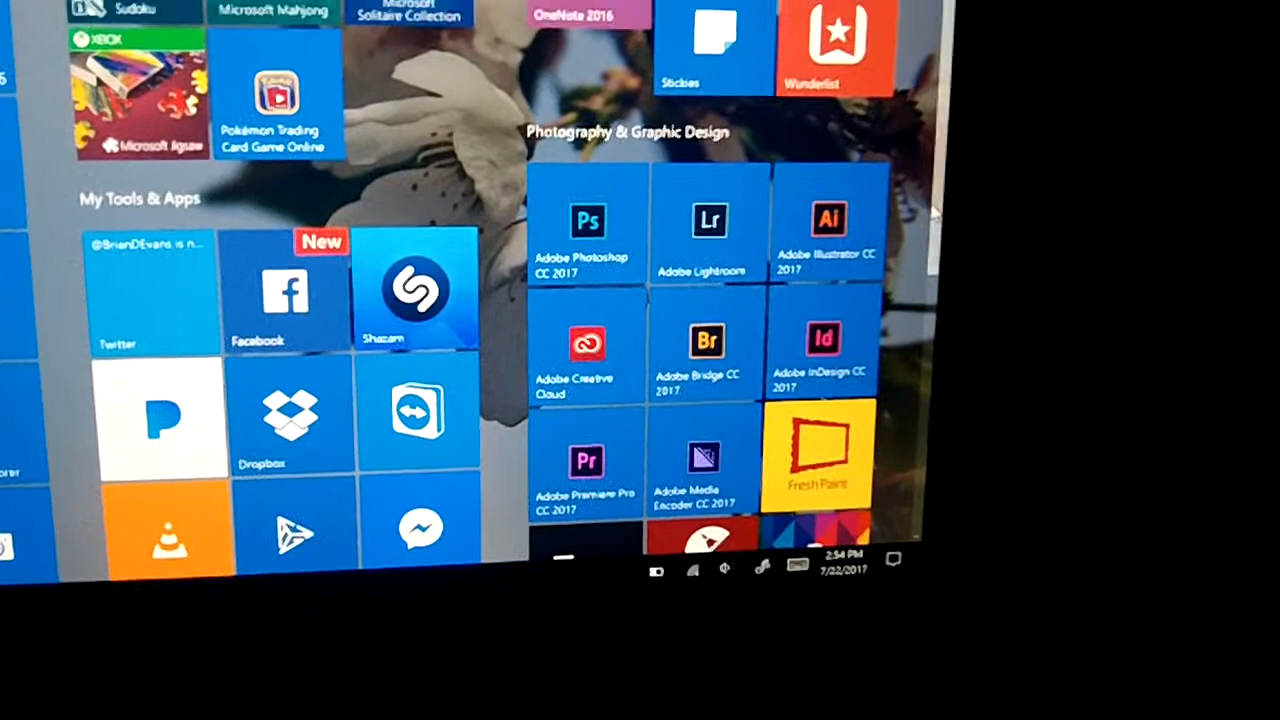 Sudoku
Microsoft Mahjong
Microsoft
Solitaire Collection
OneNote 2016
Stickies
Wunderlist
XBOX
Microsoft Jigsaw
Pokémon Trading
Card Game Online
Photography & Graphic Design
My Tools & Apps
@BrianDEvans is n...
Twitter
New
Facebook
Shazam
Ps
Adobe Photoshop
CC 2017
Lr
Adobe Lightroom
Ai
Adobe Illustrator CC
2017
Adobe Creative
Cloud
Br
Adobe Bridge CC
2017
Id
Adobe InDesign CC
2017
P
Dropbox
Pr
Adobe Premiere Pro
CC 2017
Adobe Media
Encoder CC 2017
Fresh Paint
2:54 PM
7/22/2017